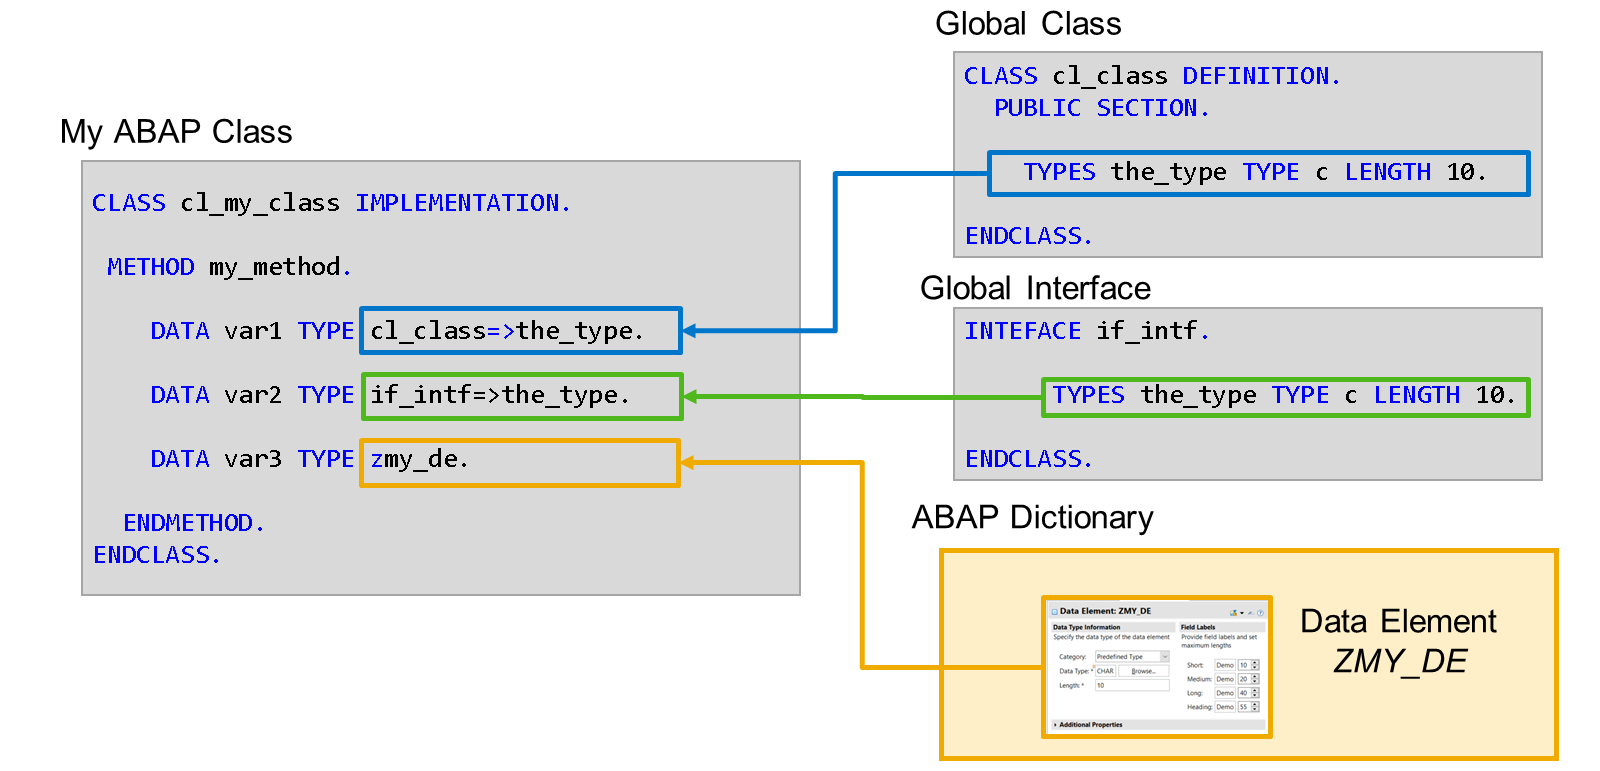 Global Class
CLASS cl_class DEFINITION.
PUBLIC SECTION.
TYPES the_type TYPE c LENGTH 10.
ENDCLASS.
My ABAP Class
CLASS cl_my_class IMPLEMENTATION.
METHOD my_method.
DATA var1 TYPE cl_class=>the_type.
DATA var2 TYPE if_intf=>the_type.
DATA var3 TYPE zmy_de.
ENDMETHOD.
ENDCLASS.
Global Interface
INTEFACE if_intf.
TYPES the_type TYPE c LENGTH 10.
ENDCLASS.
ABAP Dictionary
Data Element: ZMY_DE
Data Type Information
Specify the data type of the data element
Category: Predefined Type
Data Type: * CHAR Browse...
Length: * 10
Field Labels
Provide field labels and set
maximum lengths
Short: Demo 10
Medium: Demo 20
Long: Demo 40
Heading: Demo 55
Additional Properties
Data Element
ZMY_DE